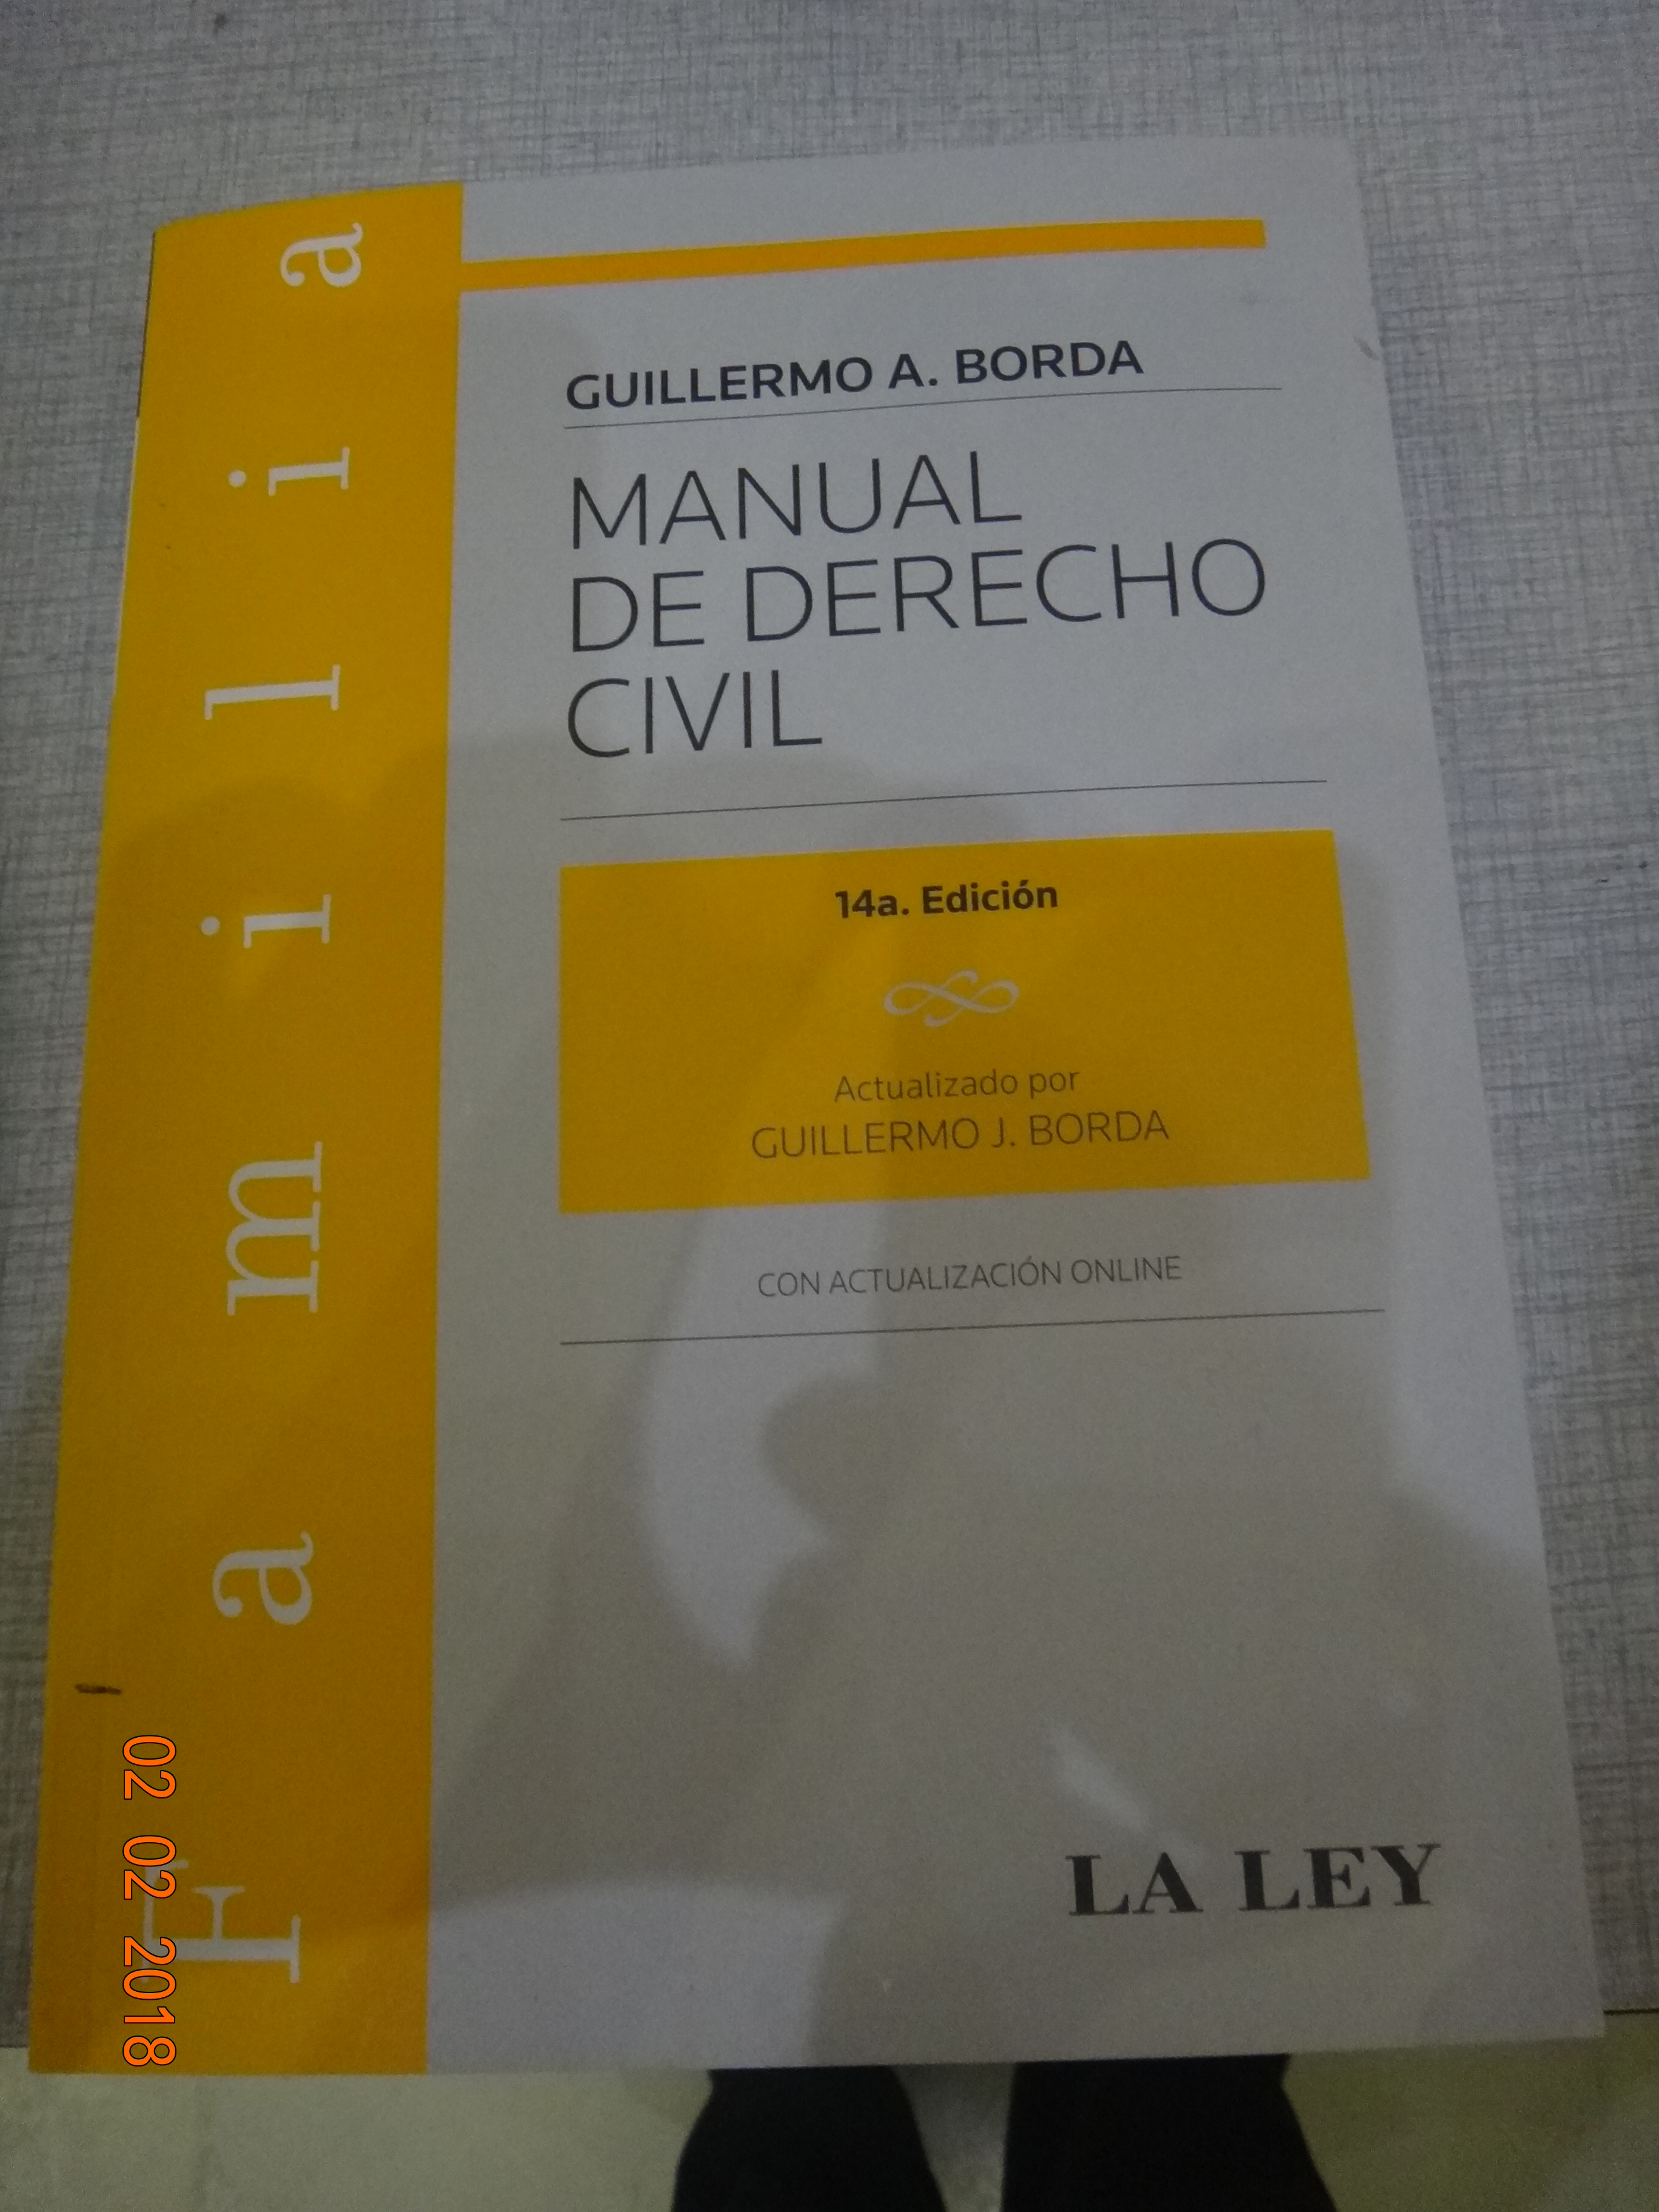 Familia
GUILLERMO A. BORDA
MANUAL
DE DERECHO
CIVIL
14a. Edición
Actualizado por
GUILLERMO J. BORDA
CON ACTUALIZACIÓN ONLINE
LA LEY
02 02 2018